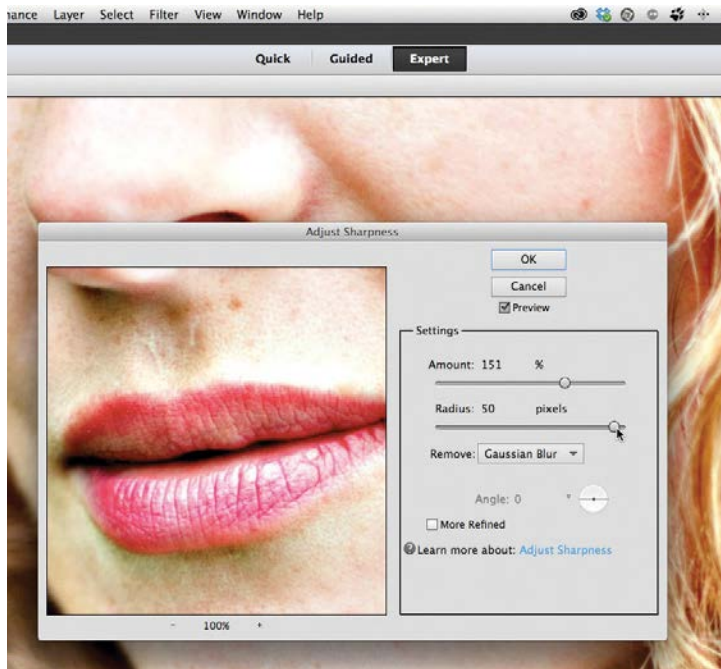 hance Layer Select Filter View Window Help
Quick Guided Expert
Adjust Sharpness
OK
Cancel
Preview
Settings
Amount: 151 %
Radius: 50 pixels
Remove: Gaussian Blur
Angle: 0 °
More Refined
Learn more about: Adjust Sharpness
- 100% +